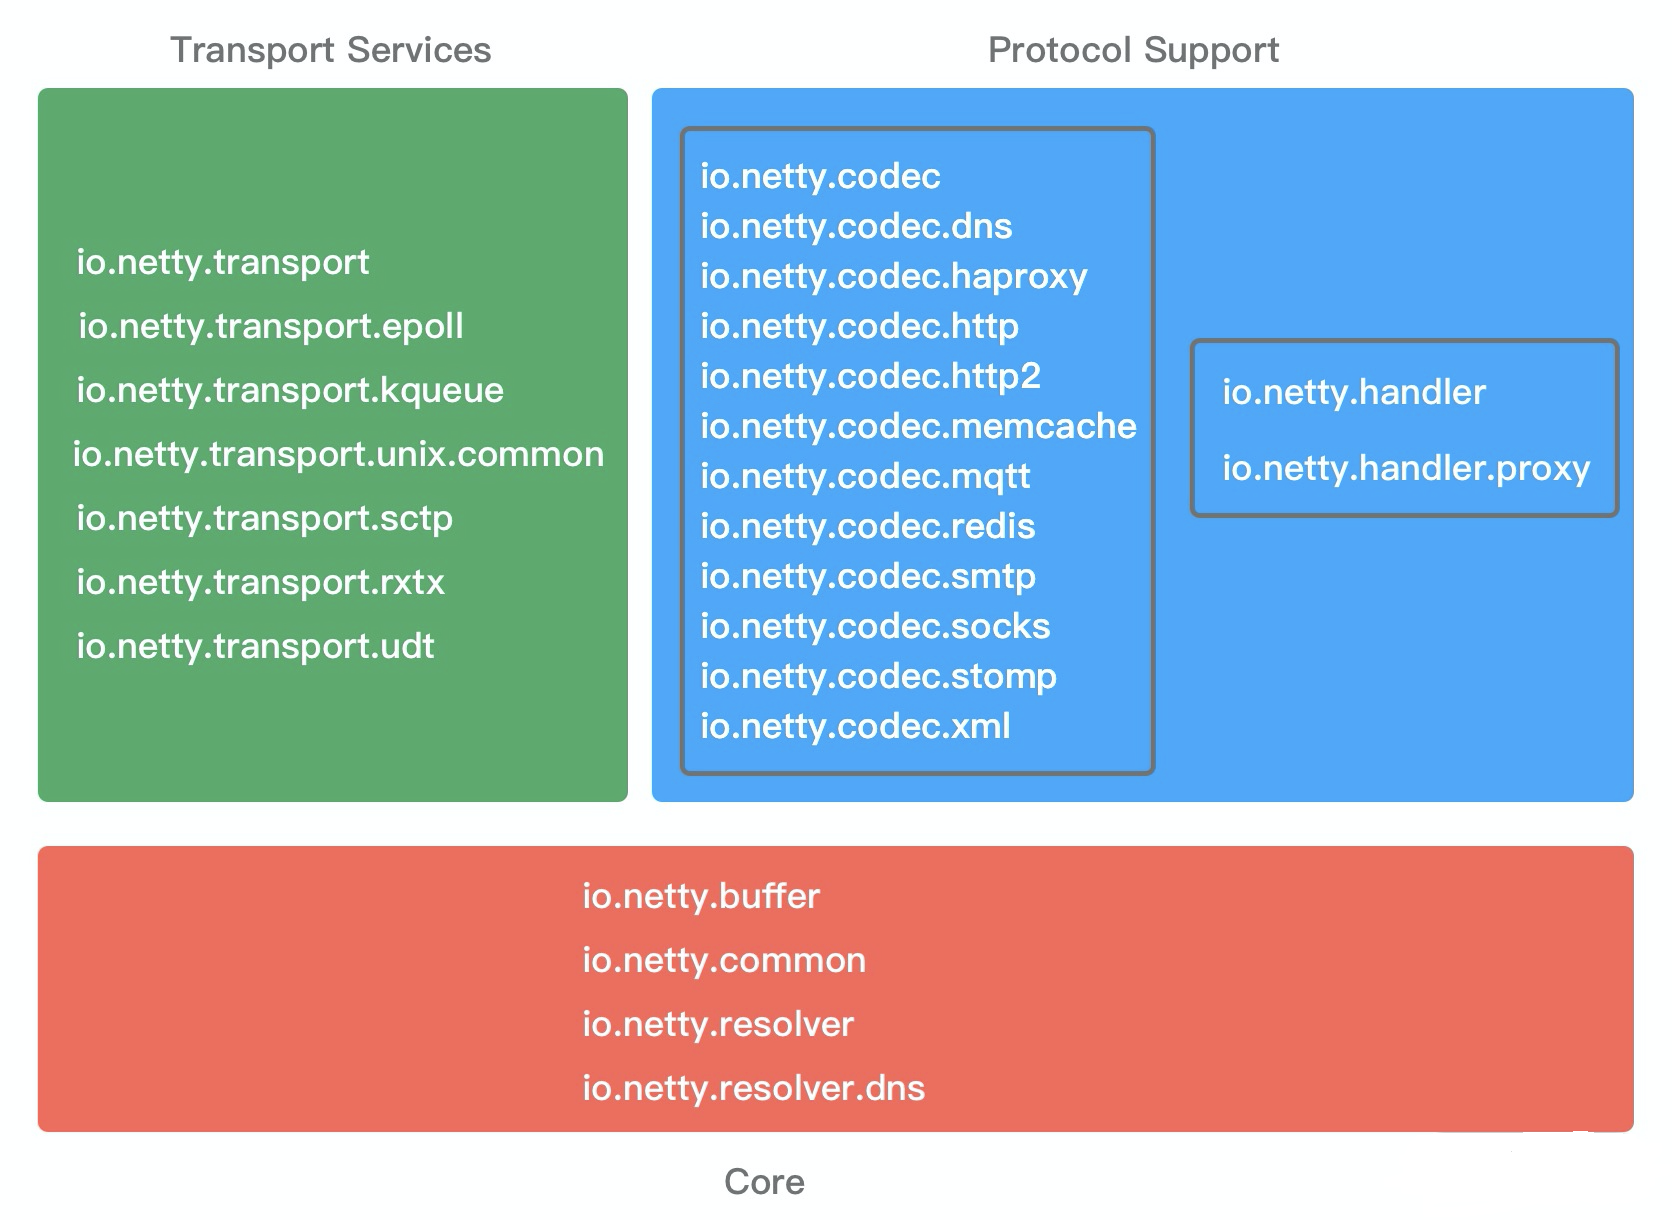 Transport Services
io.netty.transport
io.netty.transport.epoll
io.netty.transport.kqueue
io.netty.transport.unix.common
io.netty.transport.sctp
io.netty.transport.rxtx
io.netty.transport.udt
Protocol Support
io.netty.codec
io.netty.codec.dns
io.netty.codec.haproxy
io.netty.codec.http
io.netty.codec.http2
io.netty.codec.memcache
io.netty.codec.mqtt
io.netty.codec.redis
io.netty.codec.smtp
io.netty.codec.socks
io.netty.codec.stomp
io.netty.codec.xml
io.netty.handler
io.netty.handler.proxy
io.netty.buffer
io.netty.common
io.netty.resolver
io.netty.resolver.dns
Core